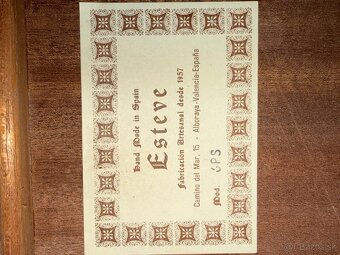 Hand Made in Spain
Esteve
Fabricación Artesanal desde 1957
Camino del Mar, 15 - Alboraya-Valencia-España
Mod. 6PS